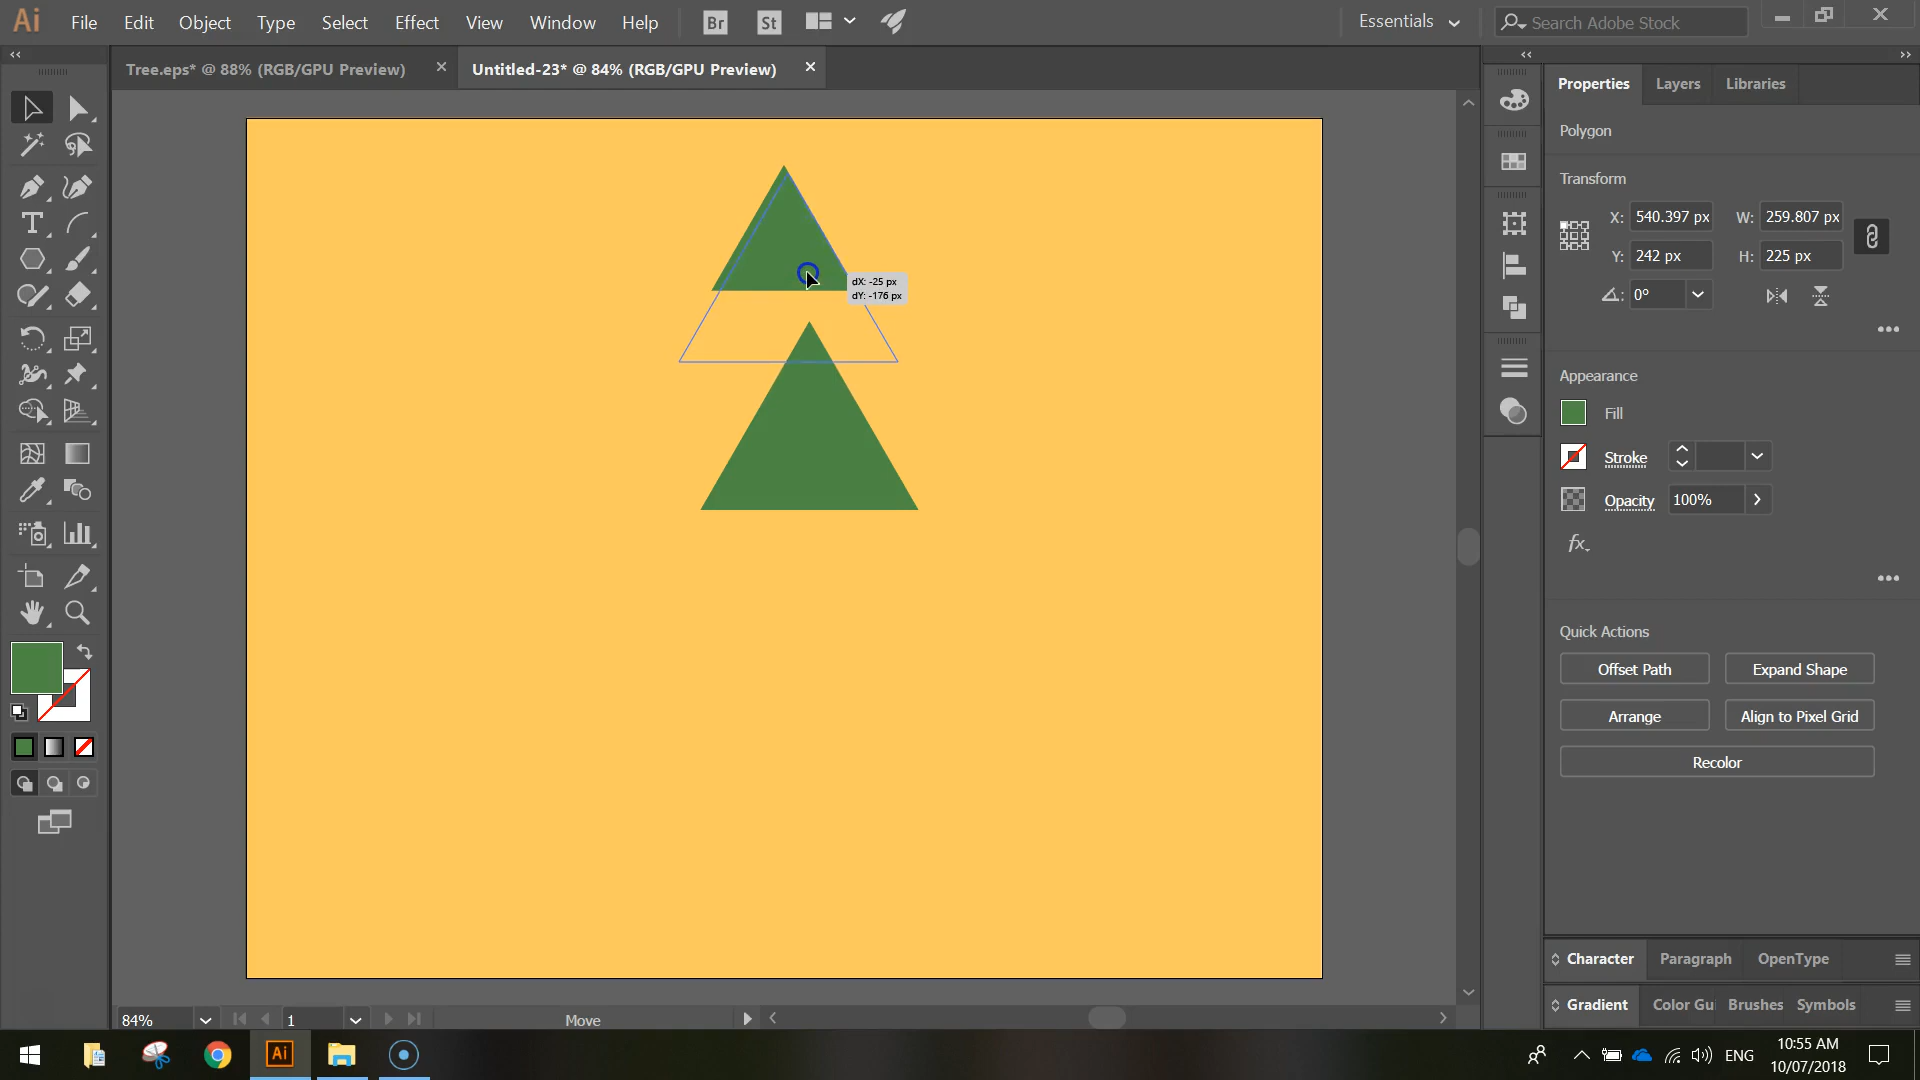 Ai File Edit Object Type Select Effect View Window Help Br St Essentials Search Adobe Stock
Tree.eps* @ 88% (RGB/GPU Preview) Untitled-23* @ 84% (RGB/GPU Preview)
Properties Layers Libraries
Polygon
Transform
X: 540.397 px W: 259.807 px
Y: 242 px H: 225 px
0°
dX: -25 px
dY: -176 px
Appearance
Fill
Stroke
Opacity 100%
fx
Quick Actions
Offset Path Expand Shape
Arrange Align to Pixel Grid
Recolor
Character Paragraph OpenType
Gradient Color Gui Brushes Symbols
84% 1 Move
Ai ENG
10:55 AM
10/07/2018